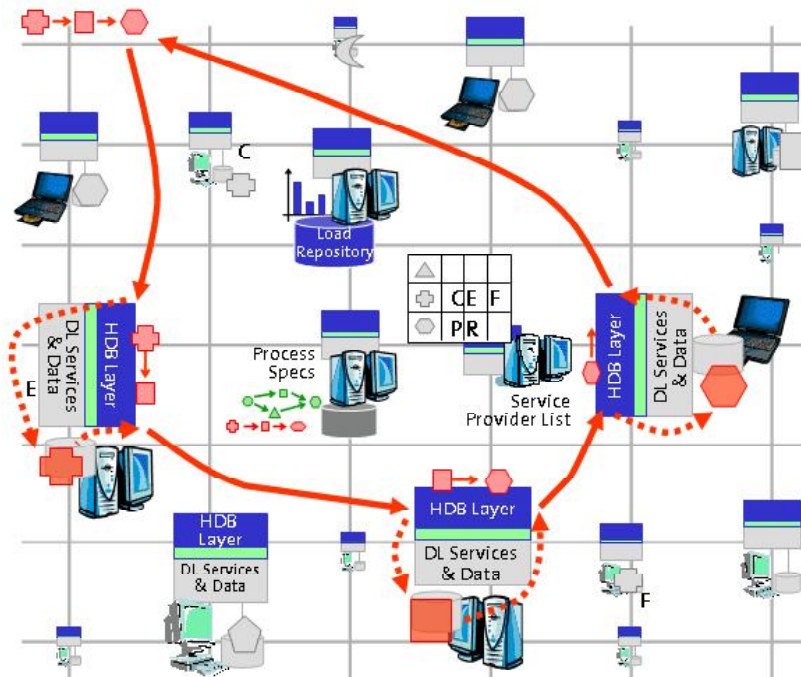 C
Load
Repository
CE F
PR
HDB Layer
DL Services
& Data
E
Process
Specs
Service
Provider List
HDB Layer
DL Services
& Data
HDB Layer
DL Services
& Data
HDB
Layer
DL Services
& Data
F